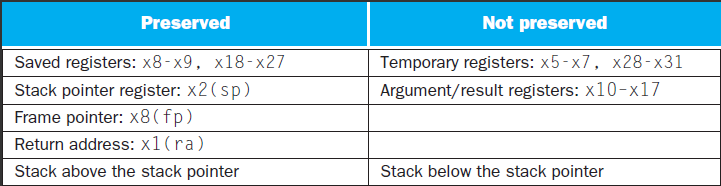 Preserved Not preserved
Saved registers: x8-x9, x18-x27 Temporary registers: x5-x7, x28-x31
Stack pointer register: x2(sp) Argument/result registers: x10-x17
Frame pointer: x8(fp)
Return address: x1(ra)
Stack above the stack pointer Stack below the stack pointer